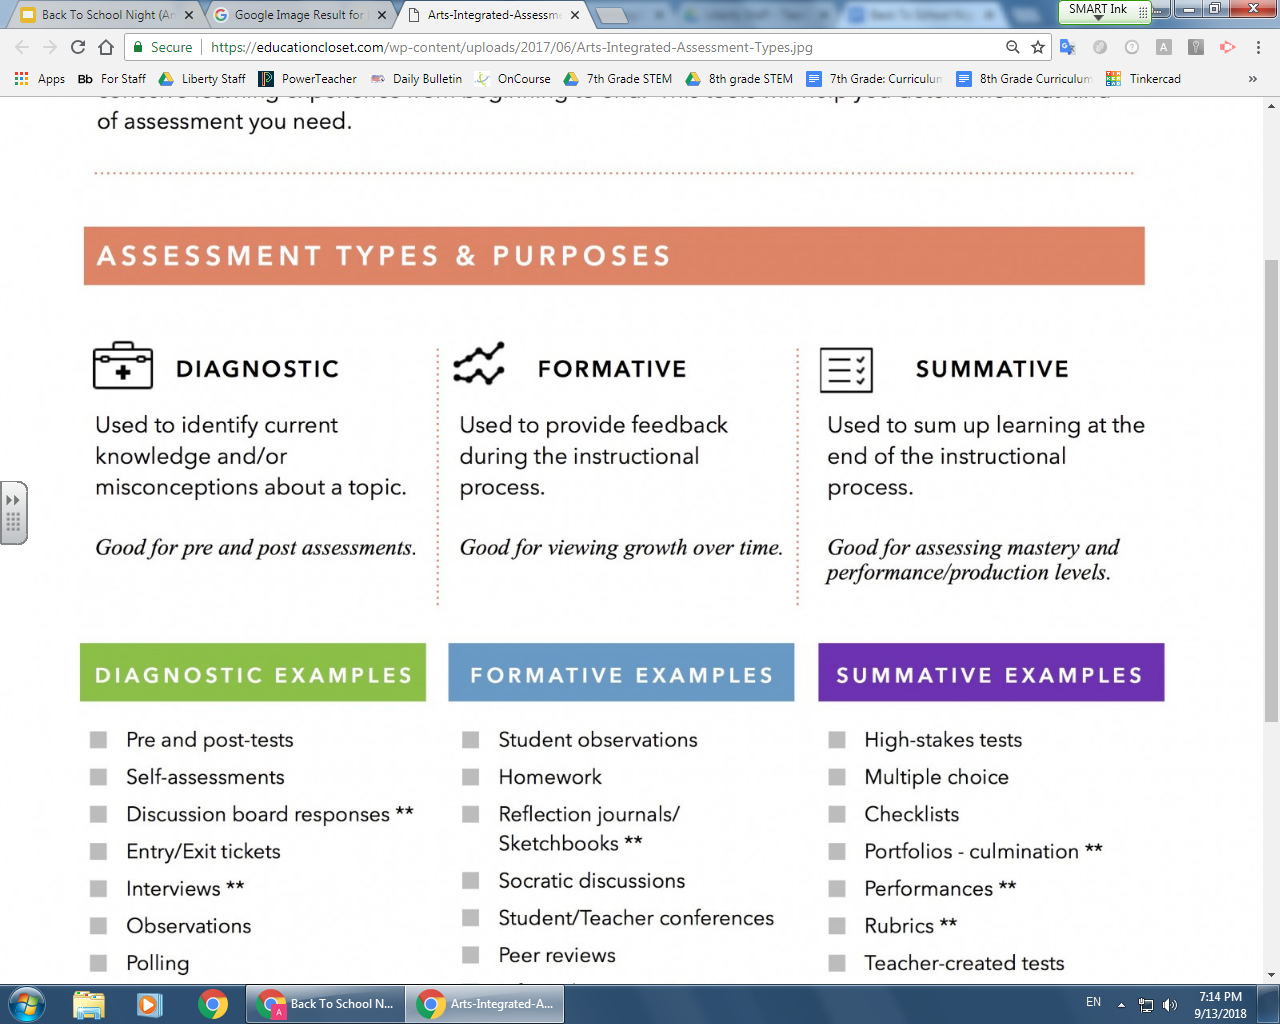 Back To School Night (An
Google Image Result for
Arts-Integrated-Assessm
SMART Ink
Secure
https://educationcloset.com/wp-content/uploads/2017/06/Arts-Integrated-Assessment-Types.jpg
Apps
Bb For Staff
Liberty Staff
PowerTeacher
Daily Bulletin
OnCourse
7th Grade STEM
8th grade STEM
7th Grade: Curriculum
8th Grade Curriculum
Tinkercad
»
of assessment you need.
ASSESSMENT TYPES & PURPOSES
DIAGNOSTIC
Used to identify current
knowledge and/or
misconceptions about a topic.
Good for pre and post assessments.
FORMATIVE
Used to provide feedback
during the instructional
process.
Good for viewing growth over time.
SUMMATIVE
Used to sum up learning at the
end of the instructional
process.
Good for assessing mastery and
performance/production levels.
DIAGNOSTIC EXAMPLES
Pre and post-tests
Self-assessments
Discussion board responses **
Entry/Exit tickets
Interviews **
Observations
Polling
FORMATIVE EXAMPLES
Student observations
Homework
Reflection journals/
Sketchbooks **
Socratic discussions
Student/Teacher conferences
Peer reviews
SUMMATIVE EXAMPLES
High-stakes tests
Multiple choice
Checklists
Portfolios - culmination **
Performances **
Rubrics **
Teacher-created tests
Back To School N...
Arts-Integrated-A...
EN
7:14 PM
9/13/2018